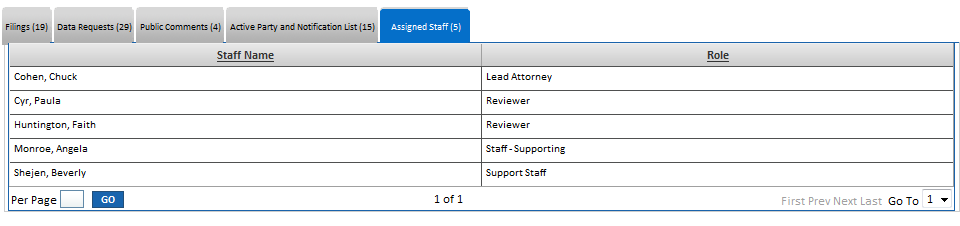 Filings (19) Data Requests (29) Public Comments (4) Active Party and Notification List (15) Assigned Staff (5)
Staff Name Role
Cohen, Chuck Lead Attorney
Cyr, Paula Reviewer
Huntington, Faith Reviewer
Monroe, Angela Staff - Supporting
Shejen, Beverly Support Staff
Per Page GO 1 of 1 First Prev Next Last Go To 1